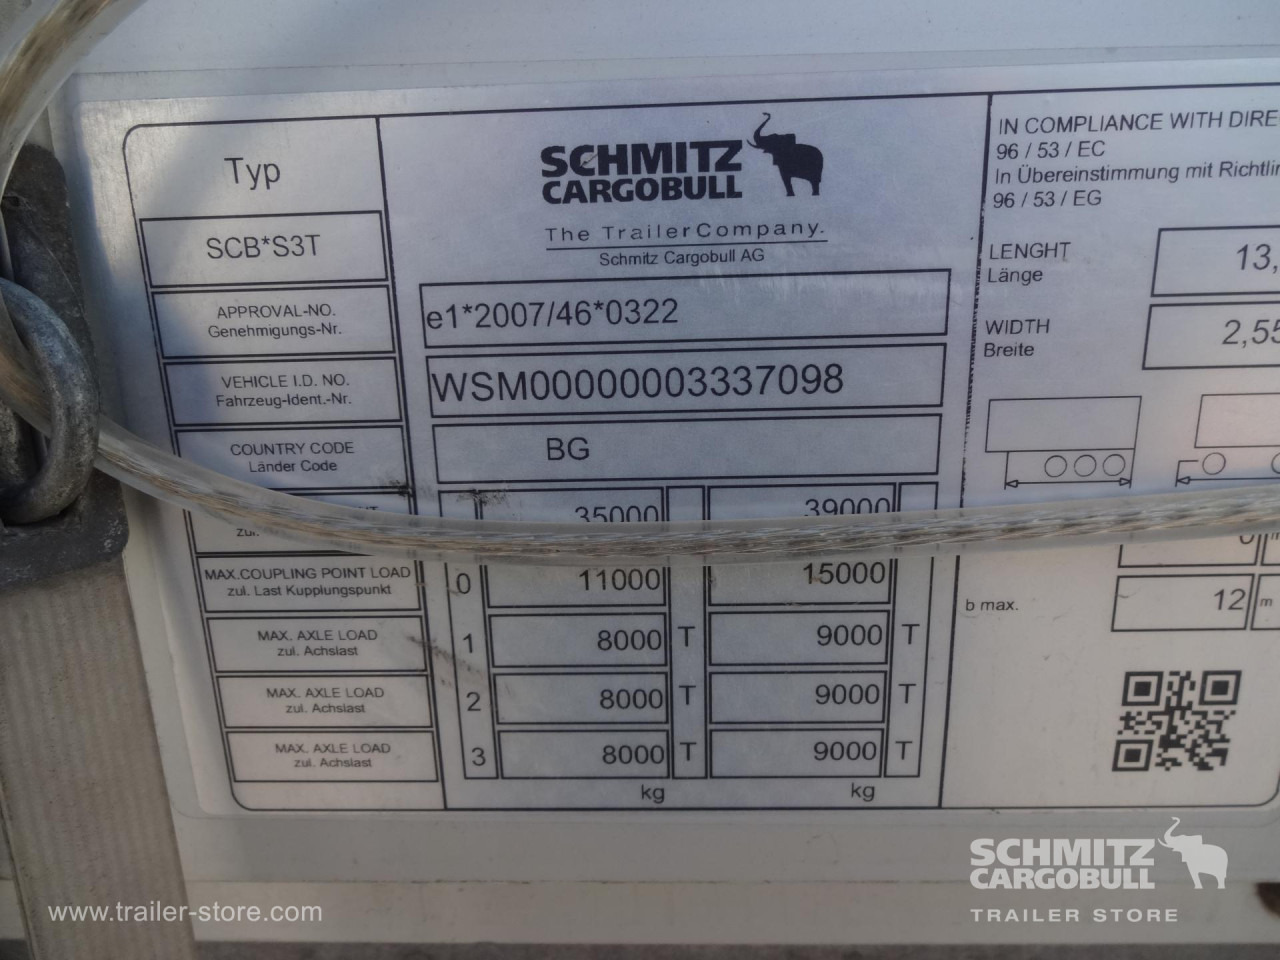 Typ
SCB*S3T
APPROVAL-NO.
Genehmigungs-Nr.
VEHICLE I.D. NO.
Fahrzeug-Ident.-Nr.
COUNTRY CODE
Länder Code
zul.
MAX.COUPLING POINT LOAD
zul. Last Kupplungspunkt
MAX. AXLE LOAD
zul. Achslast
MAX. AXLE LOAD
zul. Achslast
MAX. AXLE LOAD
zul. Achslast
SCHMITZ
CARGOBULL
The TrailerCompany.
Schmitz Cargobull AG
e1*2007/46*0322
WSM00000003337098
BG
35000 39000
0 11000 15000
1 8000 T 9000 T
2 8000 T 9000 T
3 8000 T 9000 T
kg kg
IN COMPLIANCE WITH
96 / 53 / EC
In Übereinstimmung mit
96 / 53 / EG
LENGHT
Länge
13,
WIDTH
Breite
2,55
0
b max. 12 m
SCHMITZ
CARGOBULL
TRAILER STORE
www.trailer-store.com